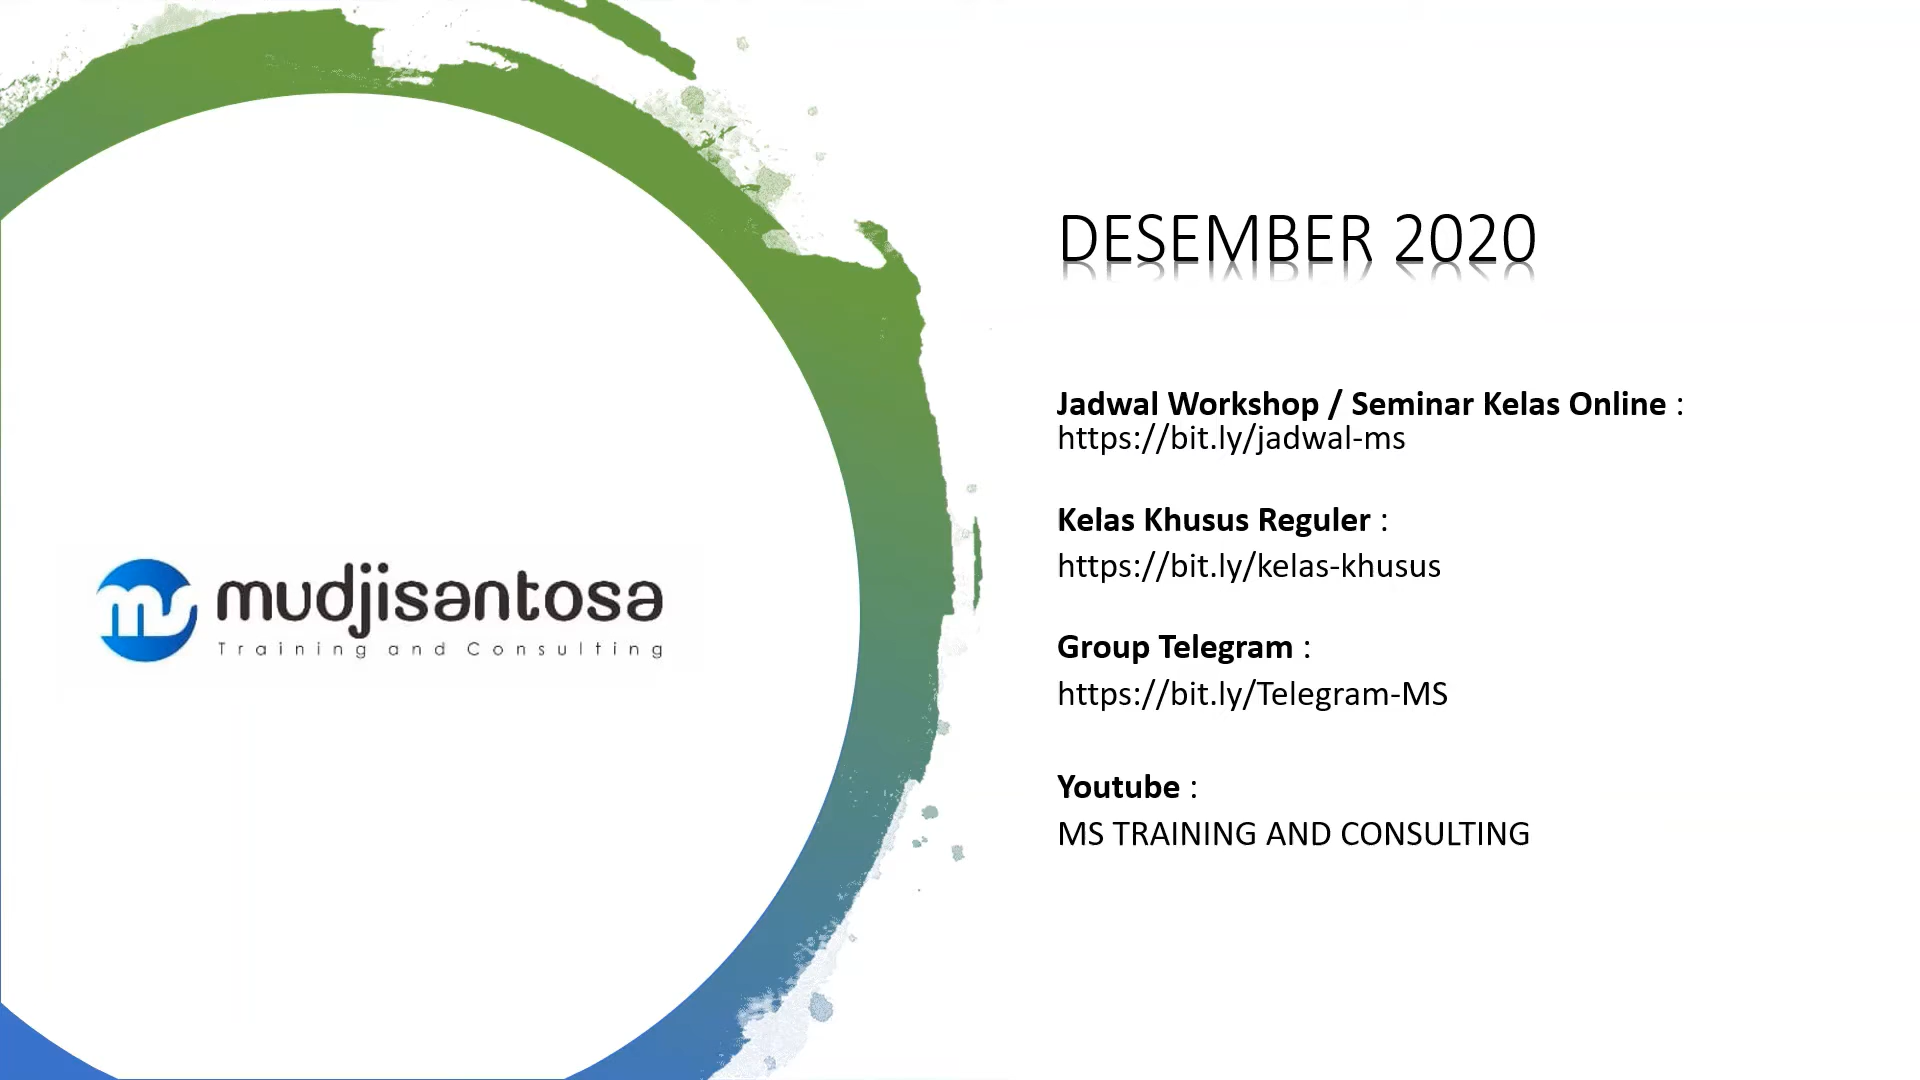 mudjisantosa
Training and Consulting
DESEMBER 2020
Jadwal Workshop / Seminar Kelas Online :
https://bit.ly/jadwal-ms
Kelas Khusus Reguler :
https://bit.ly/kelas-khusus
Group Telegram :
https://bit.ly/Telegram-MS
Youtube :
MS TRAINING AND CONSULTING